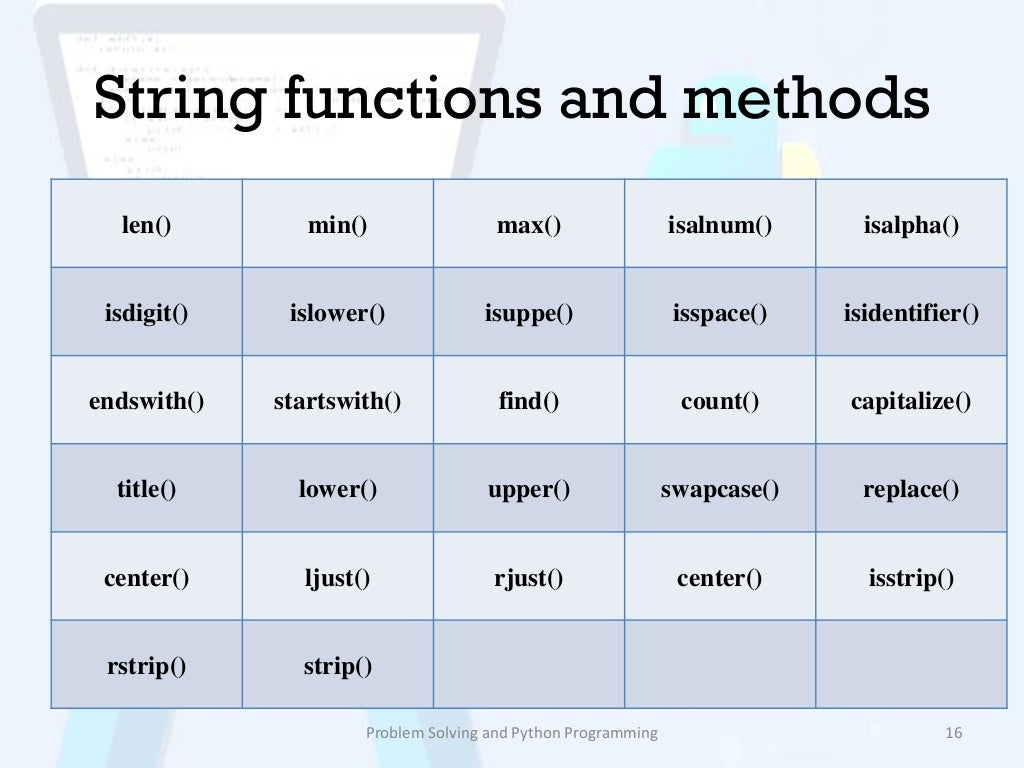 String functions and methods
len() min() max() isalnum() isalpha()
isdigit() islower() isuppe() isspace() isidentifier()
endswith() startswith() find() count() capitalize()
title() lower() upper() swapcase() replace()
center() ljust() rjust() center() isstrip()
rstrip() strip()
Problem Solving and Python Programming 16